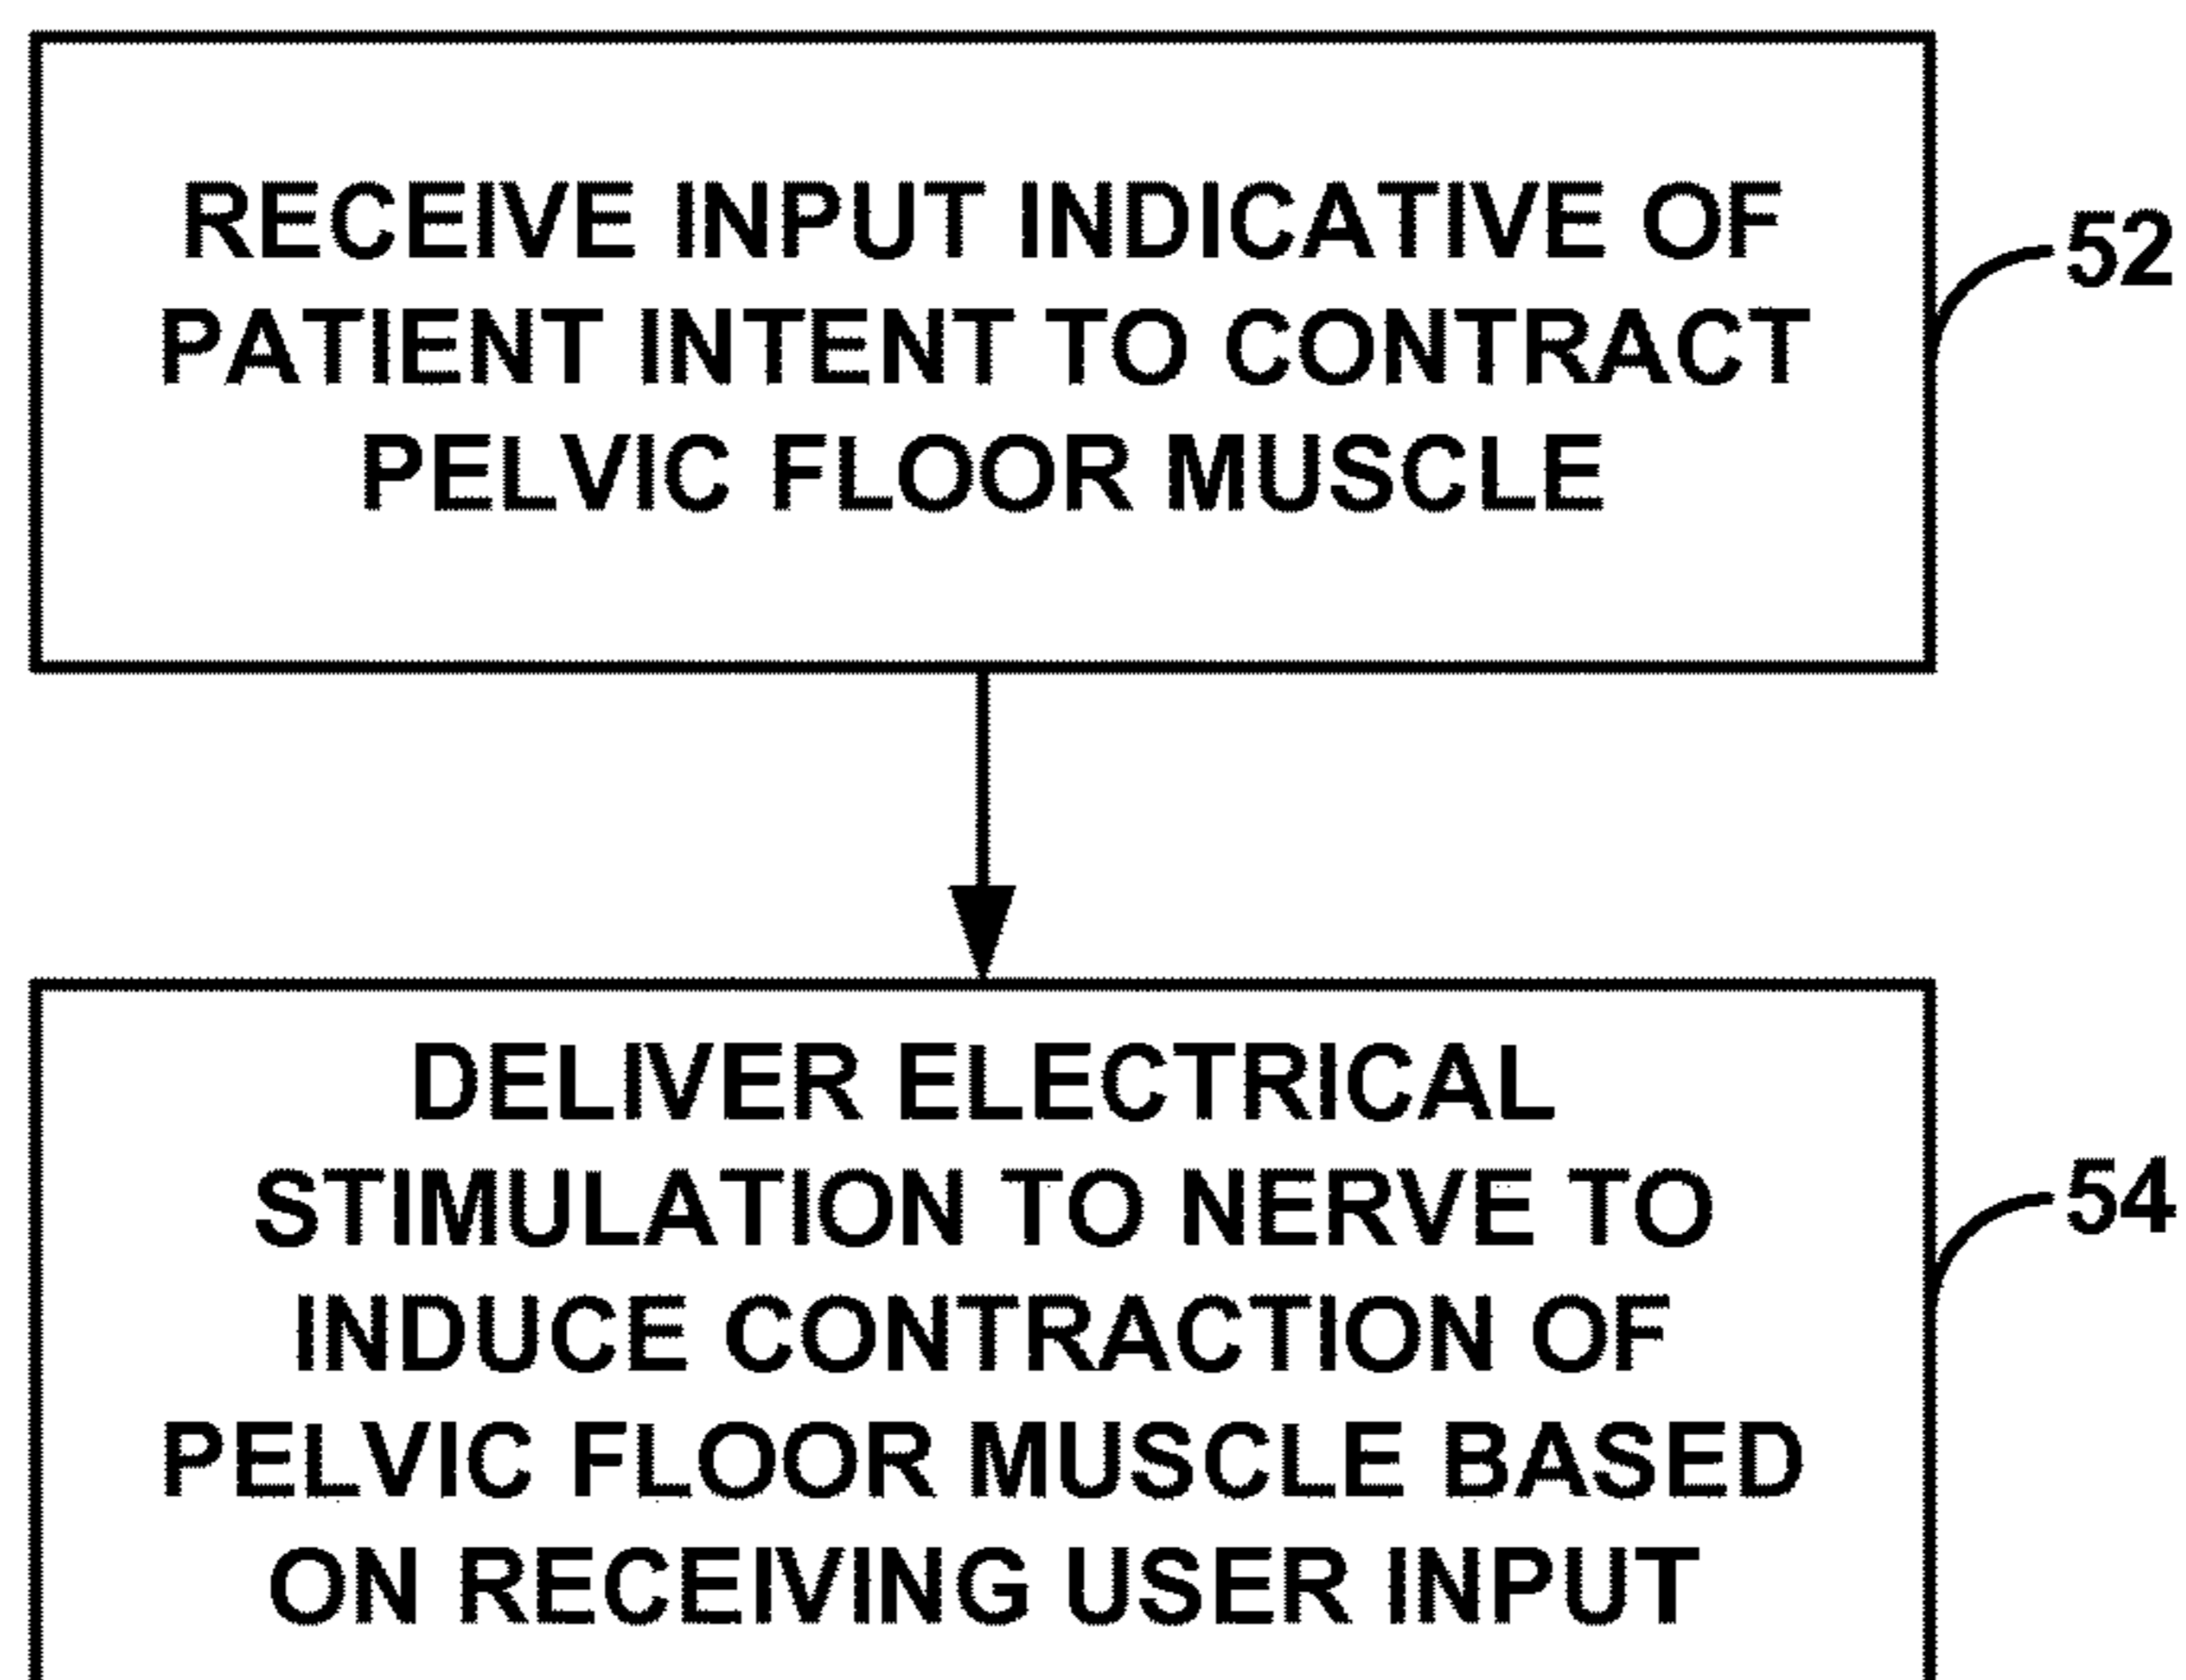 RECEIVE INPUT INDICATIVE OF
PATIENT INTENT TO CONTRACT
PELVIC FLOOR MUSCLE
52
DELIVER ELECTRICAL
STIMULATION TO NERVE TO
INDUCE CONTRACTION OF
PELVIC FLOOR MUSCLE BASED
ON RECEIVING USER INPUT
54